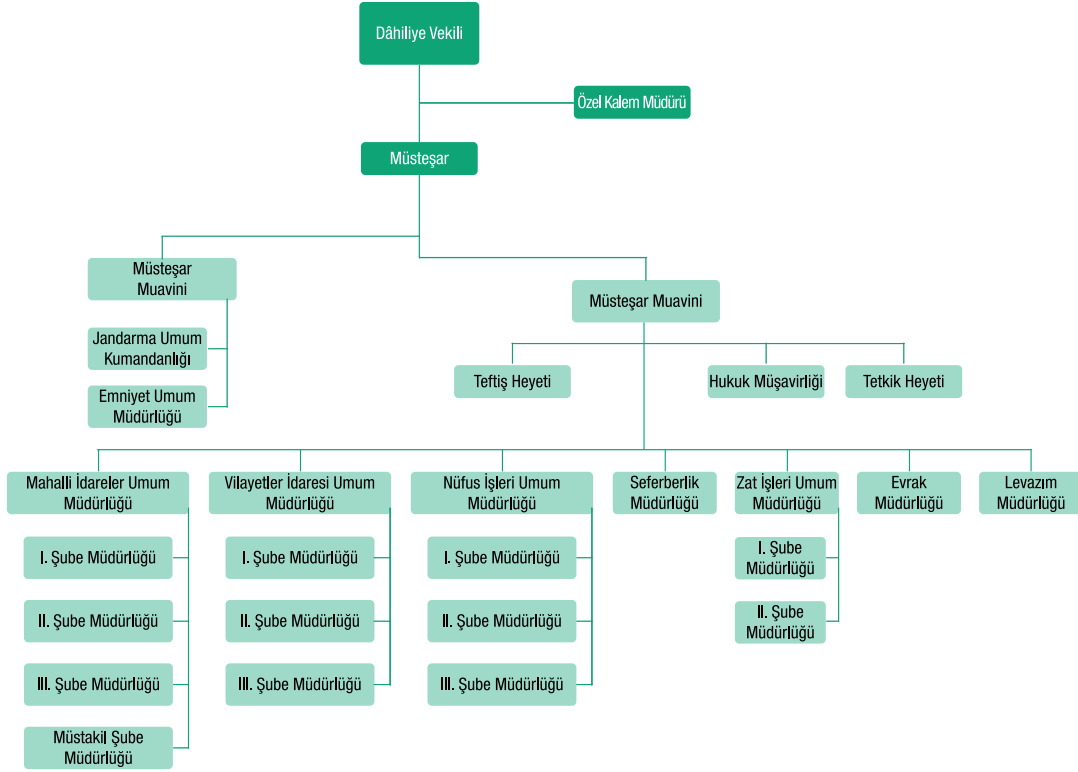 Dâhiliye Vekili
Özel Kalem Müdürü
Müsteşar
Müsteşar
Muavini
Jandarma Umum
Kumandanlığı
Emniyet Umum
Müdürlüğü
Müsteşar Muavini
Teftiş Heyeti
Hukuk Müşavirliği
Tetkik Heyeti
Mahalli İdareler Umum
Müdürlüğü
I. Şube Müdürlüğü
II. Şube Müdürlüğü
III. Şube Müdürlüğü
Müstakil Şube
Müdürlüğü
Vilayetler İdaresi Umum
Müdürlüğü
I. Şube Müdürlüğü
II. Şube Müdürlüğü
III. Şube Müdürlüğü
Nüfus İşleri Umum
Müdürlüğü
I. Şube Müdürlüğü
II. Şube Müdürlüğü
III. Şube Müdürlüğü
Seferberlik
Müdürlüğü
Zat İşleri Umum
Müdürlüğü
I. Şube
Müdürlüğü
II. Şube
Müdürlüğü
Evrak
Müdürlüğü
Levazım
Müdürlüğü